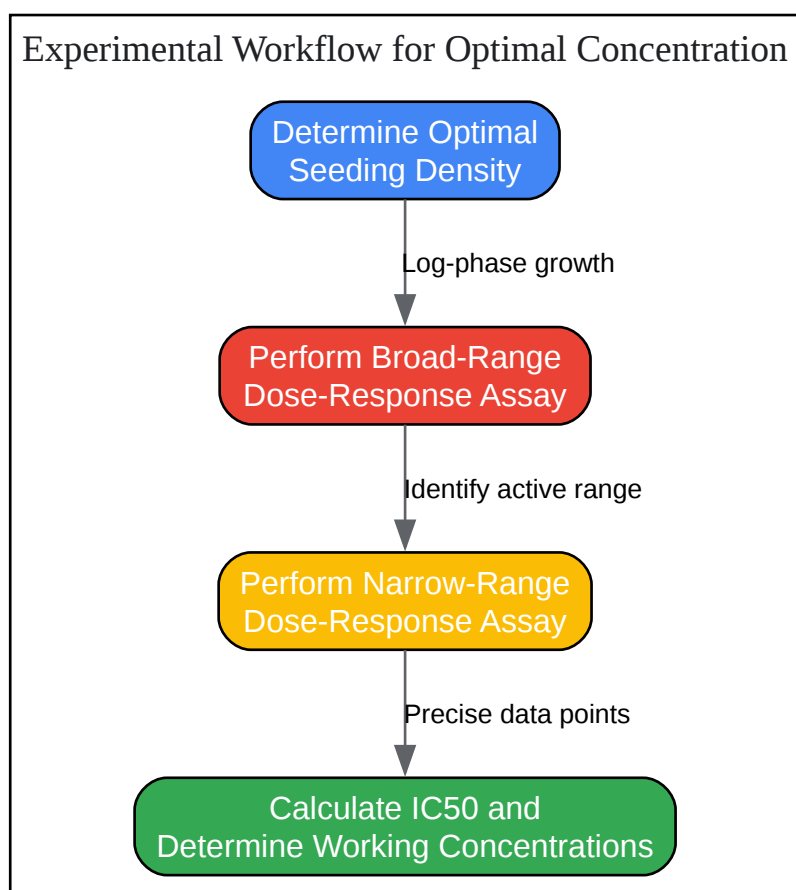 Experimental Workflow for Optimal Concentration
Determine Optimal
Seeding Density
Log-phase growth
Perform Broad-Range
Dose-Response Assay
Identify active range
Perform Narrow-Range
Dose-Response Assay
Precise data points
Calculate IC50 and
Determine Working Concentrations